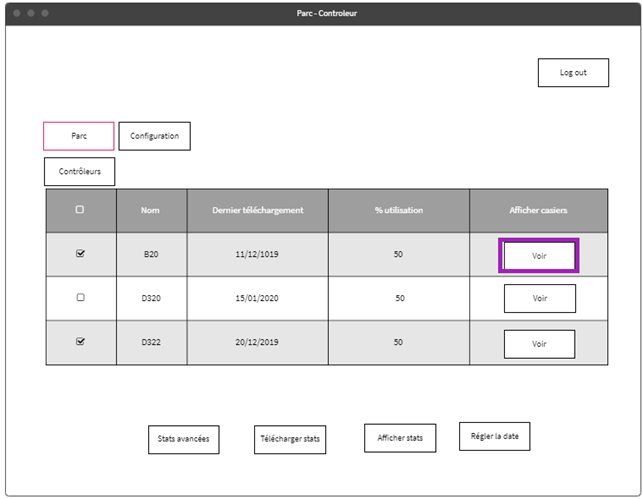 Parc - Controleur
Log out
Parc Configuration
Contrôleurs
Nom Dernier téléchargement % utilisation Afficher casiers
B20 11/12/1019 50 Voir
D320 15/01/2020 50 Voir
D322 20/12/2019 50 Voir
Stats avancées Télécharger stats Afficher stats Régler la date